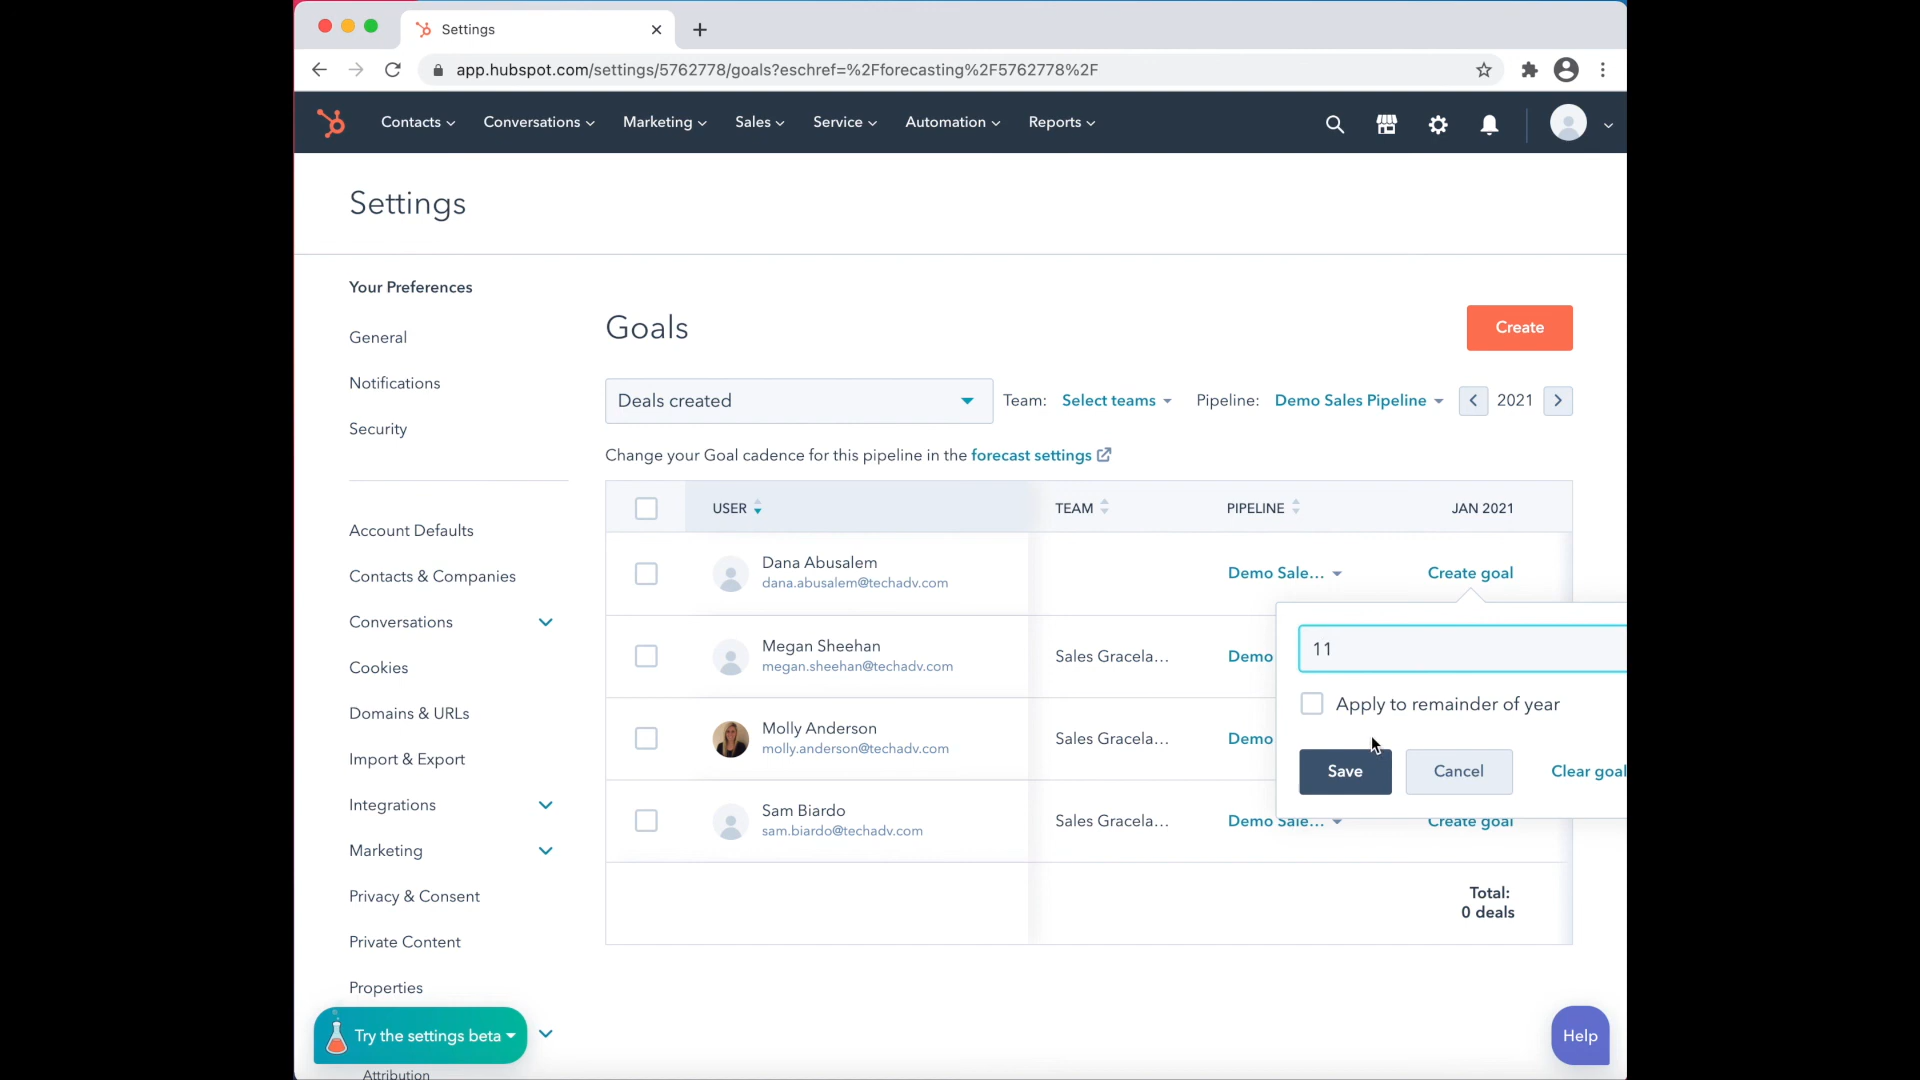 Settings
app.hubspot.com/settings/5762778/goals?eschref=%2Fforecasting%2F5762778%2F
Contacts Conversations Marketing Sales Service Automation Reports
Settings
Your Preferences
General
Notifications
Security
Account Defaults
Contacts & Companies
Conversations
Cookies
Domains & URLs
Import & Export
Integrations
Marketing
Privacy & Consent
Private Content
Properties
Try the settings beta
Attribution
Goals
Create
Deals created Team: Select teams Pipeline: Demo Sales Pipeline 2021
Change your Goal cadence for this pipeline in the forecast settings
USER TEAM PIPELINE JAN 2021
Dana Abusalem
dana.abusalem@techadv.com
Demo Sale... Create goal
Megan Sheehan
megan.sheehan@techadv.com
Sales Gracela... Demo
Molly Anderson
molly.anderson@techadv.com
Sales Gracela... Demo
Sam Biardo
sam.biardo@techadv.com
Sales Gracela... Demo Sale... Create goal
11
Apply to remainder of year
Save Cancel Clear goal
Total:
0 deals
Help